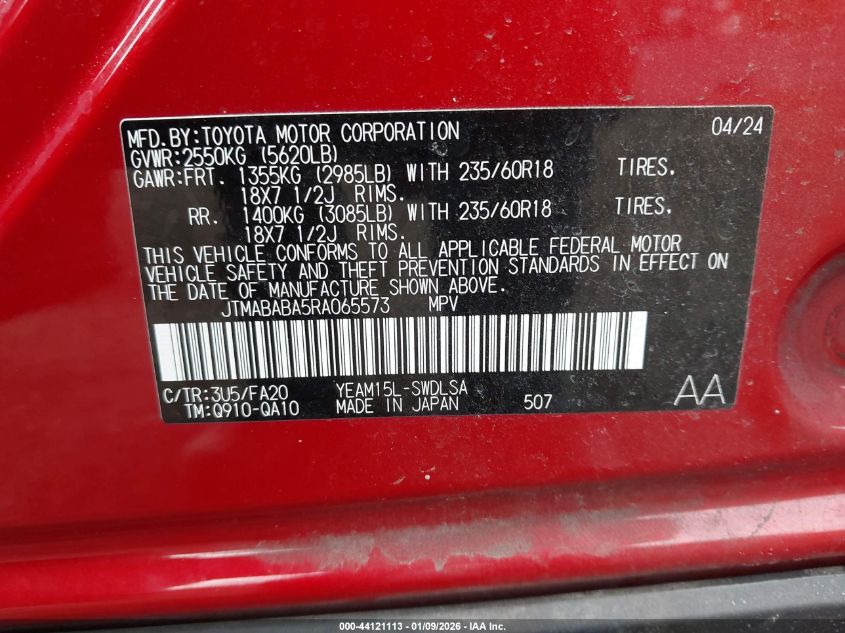 MFD.BY:TOYOTA MOTOR CORPORATION 04/24
GVWR:2550KG (5620LB)
GAWR:FRT. 1355KG (2985LB) WITH 235/60R18 TIRES.
18X7 1/2J RIMS.
RR. 1400KG (3085LB) WITH 235/60R18 TIRES,
18X7 1/2J RIMS.
THIS VEHICLE CONFORMS TO ALL APPLICABLE FEDERAL MOTOR
VEHICLE SAFETY AND THEFT PREVENTION STANDARDS IN EFFECT ON
THE DATE OF MANUFACTURE SHOWN ABOVE.
JTMABABA5RA065573 MPV
C/TR:3U5/FA20 YEAM15L-SWDLSA
TM:Q910-QA10 MADE IN JAPAN 507 AA
000-44121113 - 01/09/2026 - IAA Inc.